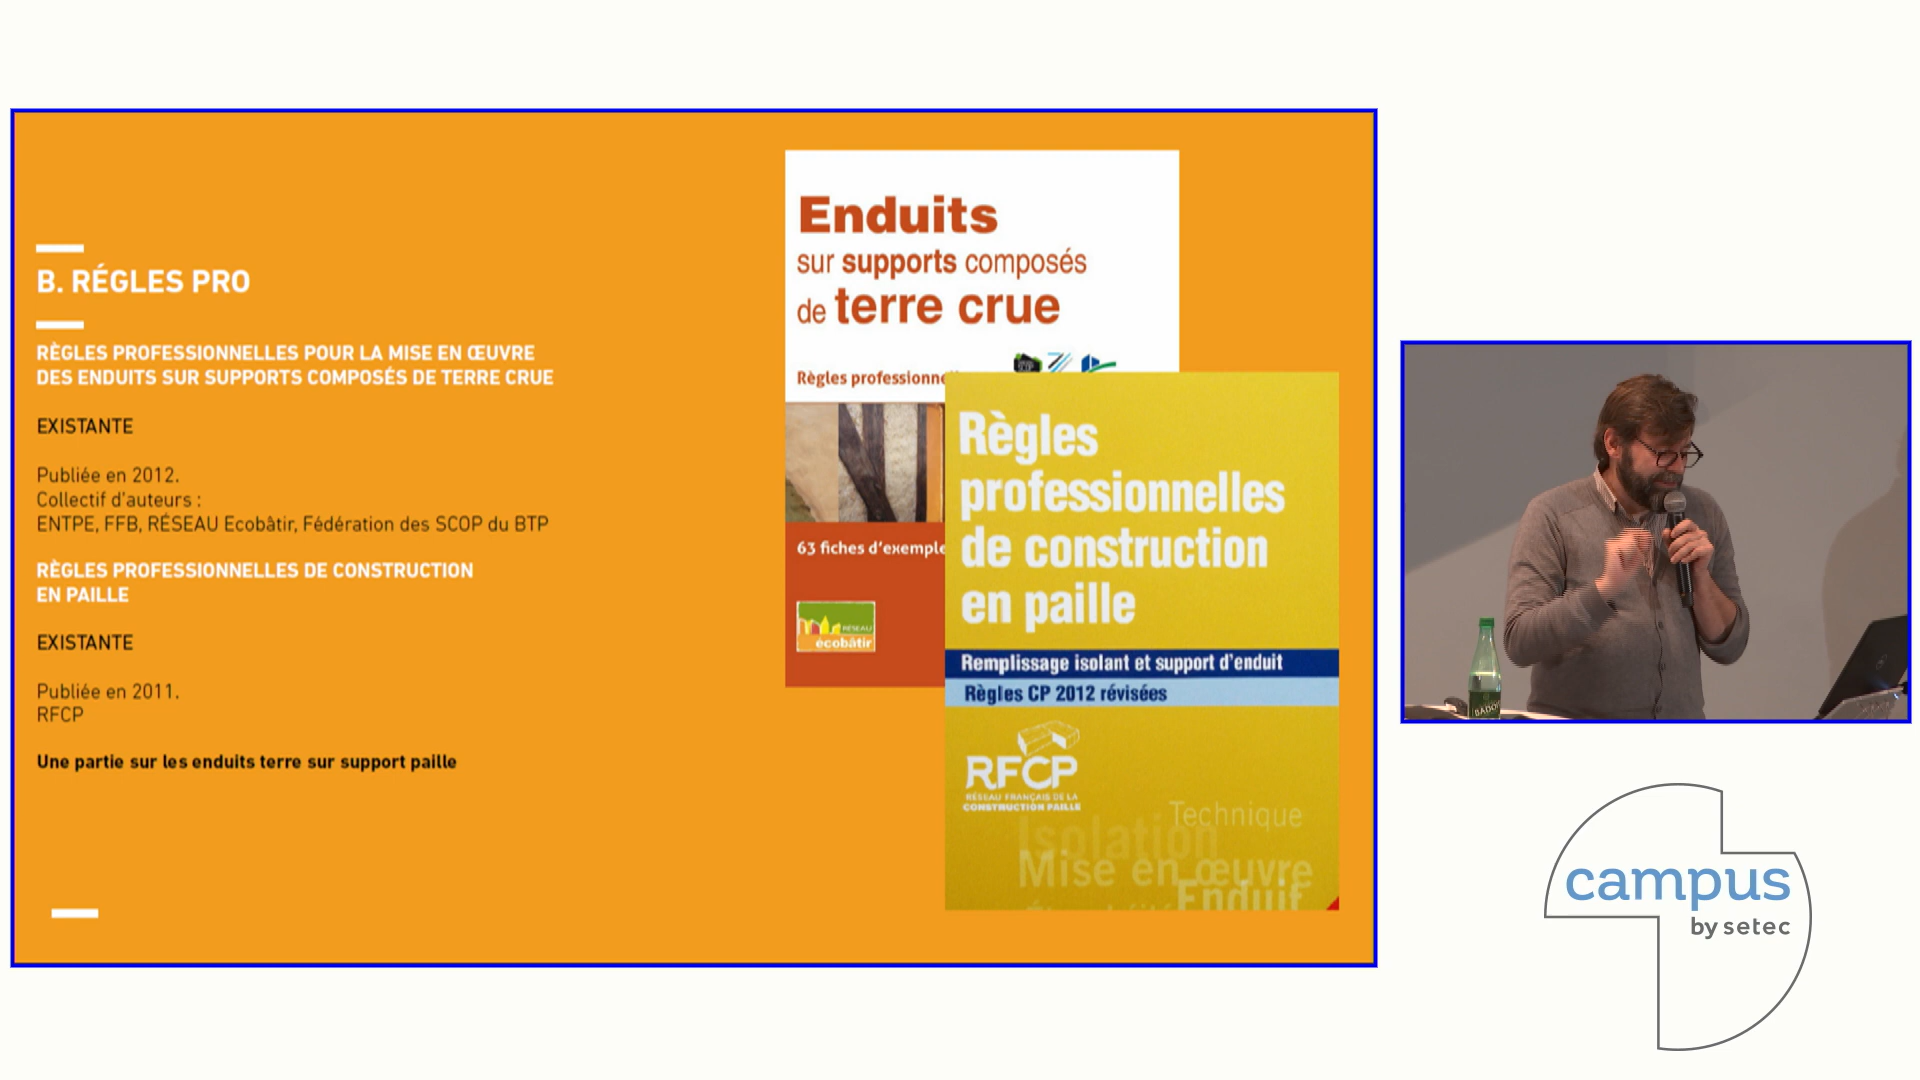 B. RÉGLES PRO
RÈGLES PROFESSIONNELLES POUR LA MISE EN ŒUVRE
DES ENDUITS SUR SUPPORTS COMPOSÉS DE TERRE CRUE
EXISTANTE
Publiée en 2012.
Collectif d'auteurs :
ENTPE, FFB, RÉSEAU Ecobâtir, Fédération des SCOP du BTP
RÈGLES PROFESSIONNELLES DE CONSTRUCTION
EN PAILLE
EXISTANTE
Publiée en 2011.
RFCP
Une partie sur les enduits terre sur support paille
Enduits
sur supports composés
de terre crue
Règles
63 fiches
RÉSEAU
écobâtir
Règles
professionnelles
de construction
en paille
Remplissage isolant et support d'enduit
Règles CP 2012 révisées
RFCP
RÉSEAU FRANÇAIS DE LA
CONSTRUCTION PAILLE
Technique
Isolation
Mise en œuvre
Enduit
BADOIT
campus
by setec